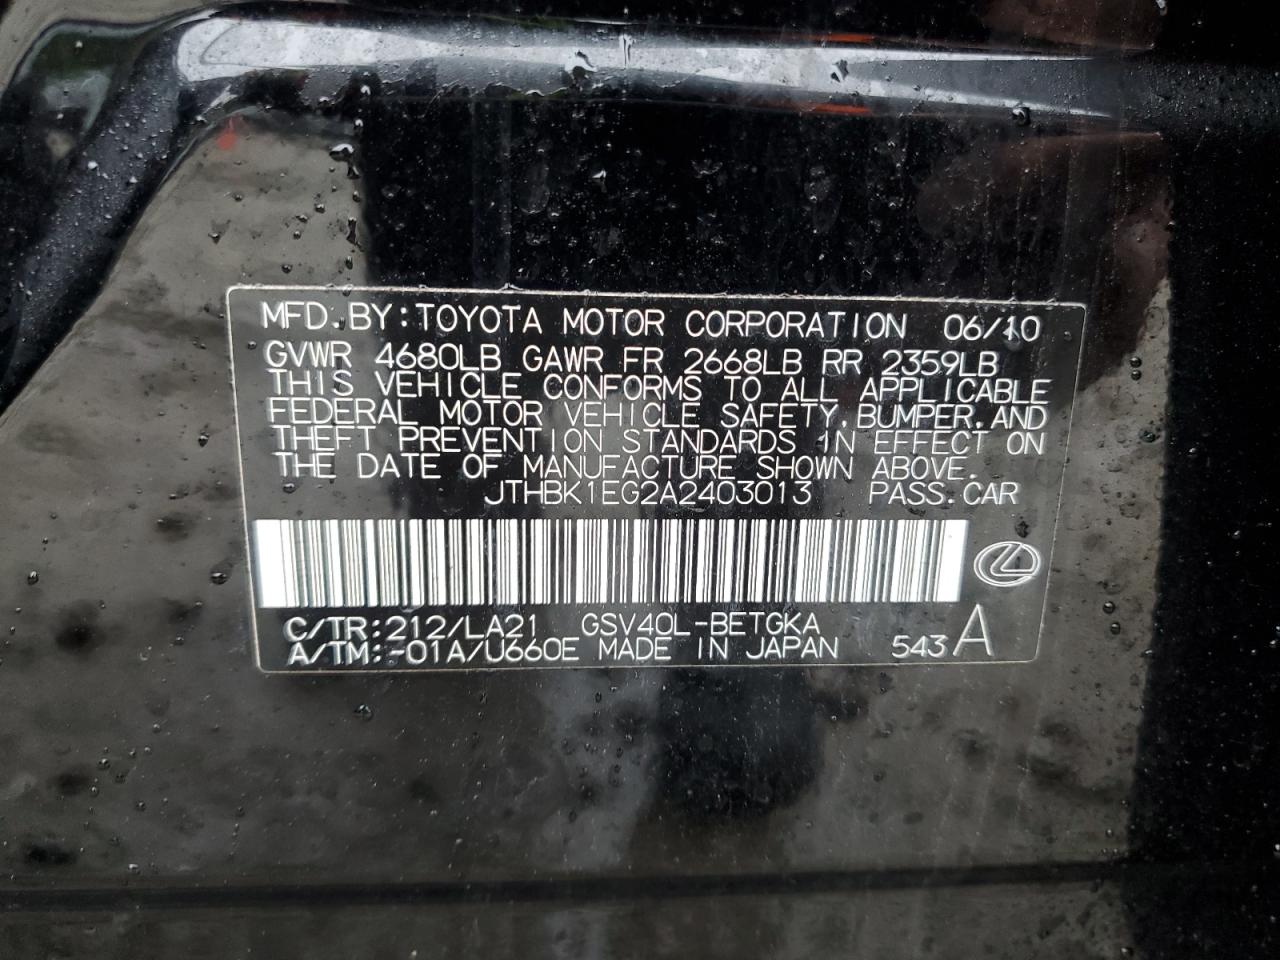 MFD. BY: TOYOTA MOTOR CORPORATION 06/10
GVWR 4680LB GAWR FR 2668LB RR 2359LB
THIS VEHICLE CONFORMS TO ALL APPLICABLE
FEDERAL MOTOR VEHICLE SAFETY, BUMPER, AND
THEFT PREVENTION STANDARDS IN EFFECT ON
THE DATE OF MANUFACTURE SHOWN ABOVE.
JTHBK1EG2A2403013 PASS. CAR
C/TR: 212/LA21 GSV40L-BETGKA
A/TM: -01A/U660E MADE IN JAPAN 543 A